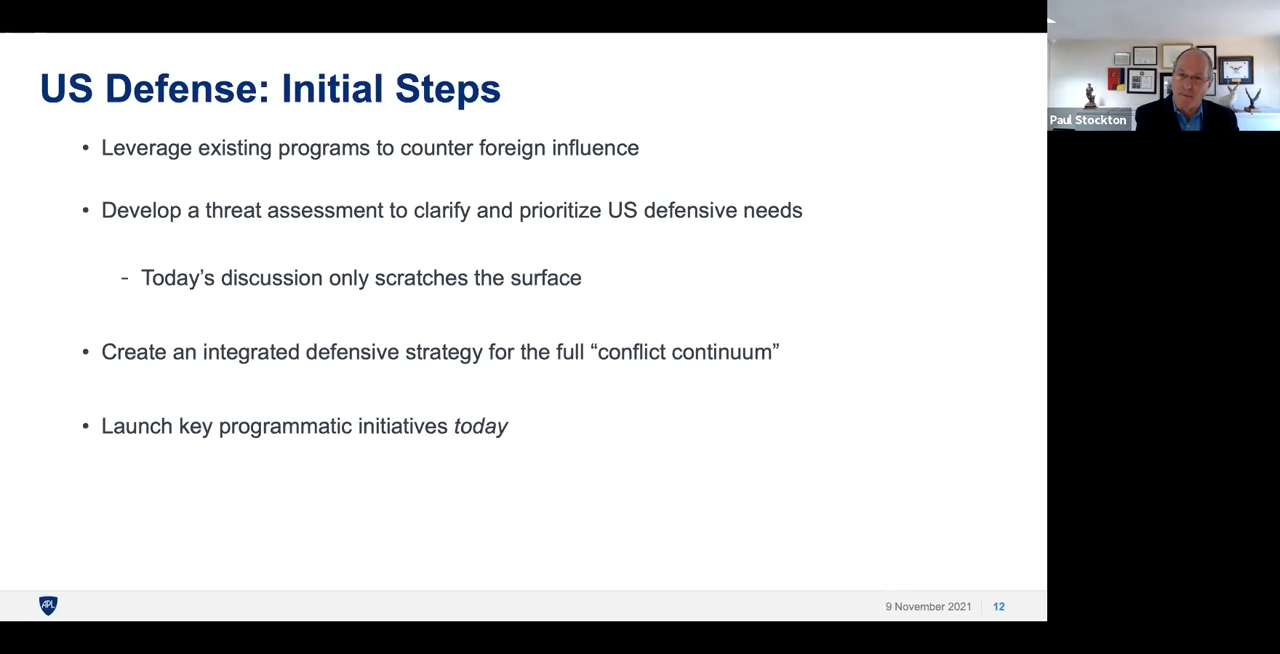 US Defense: Initial Steps
• Leverage existing programs to counter foreign influence
• Develop a threat assessment to clarify and prioritize US defensive needs
- Today’s discussion only scratches the surface
• Create an integrated defensive strategy for the full “conflict continuum”
• Launch key programmatic initiatives today
APL
9 November 2021 12
Paul Stockton